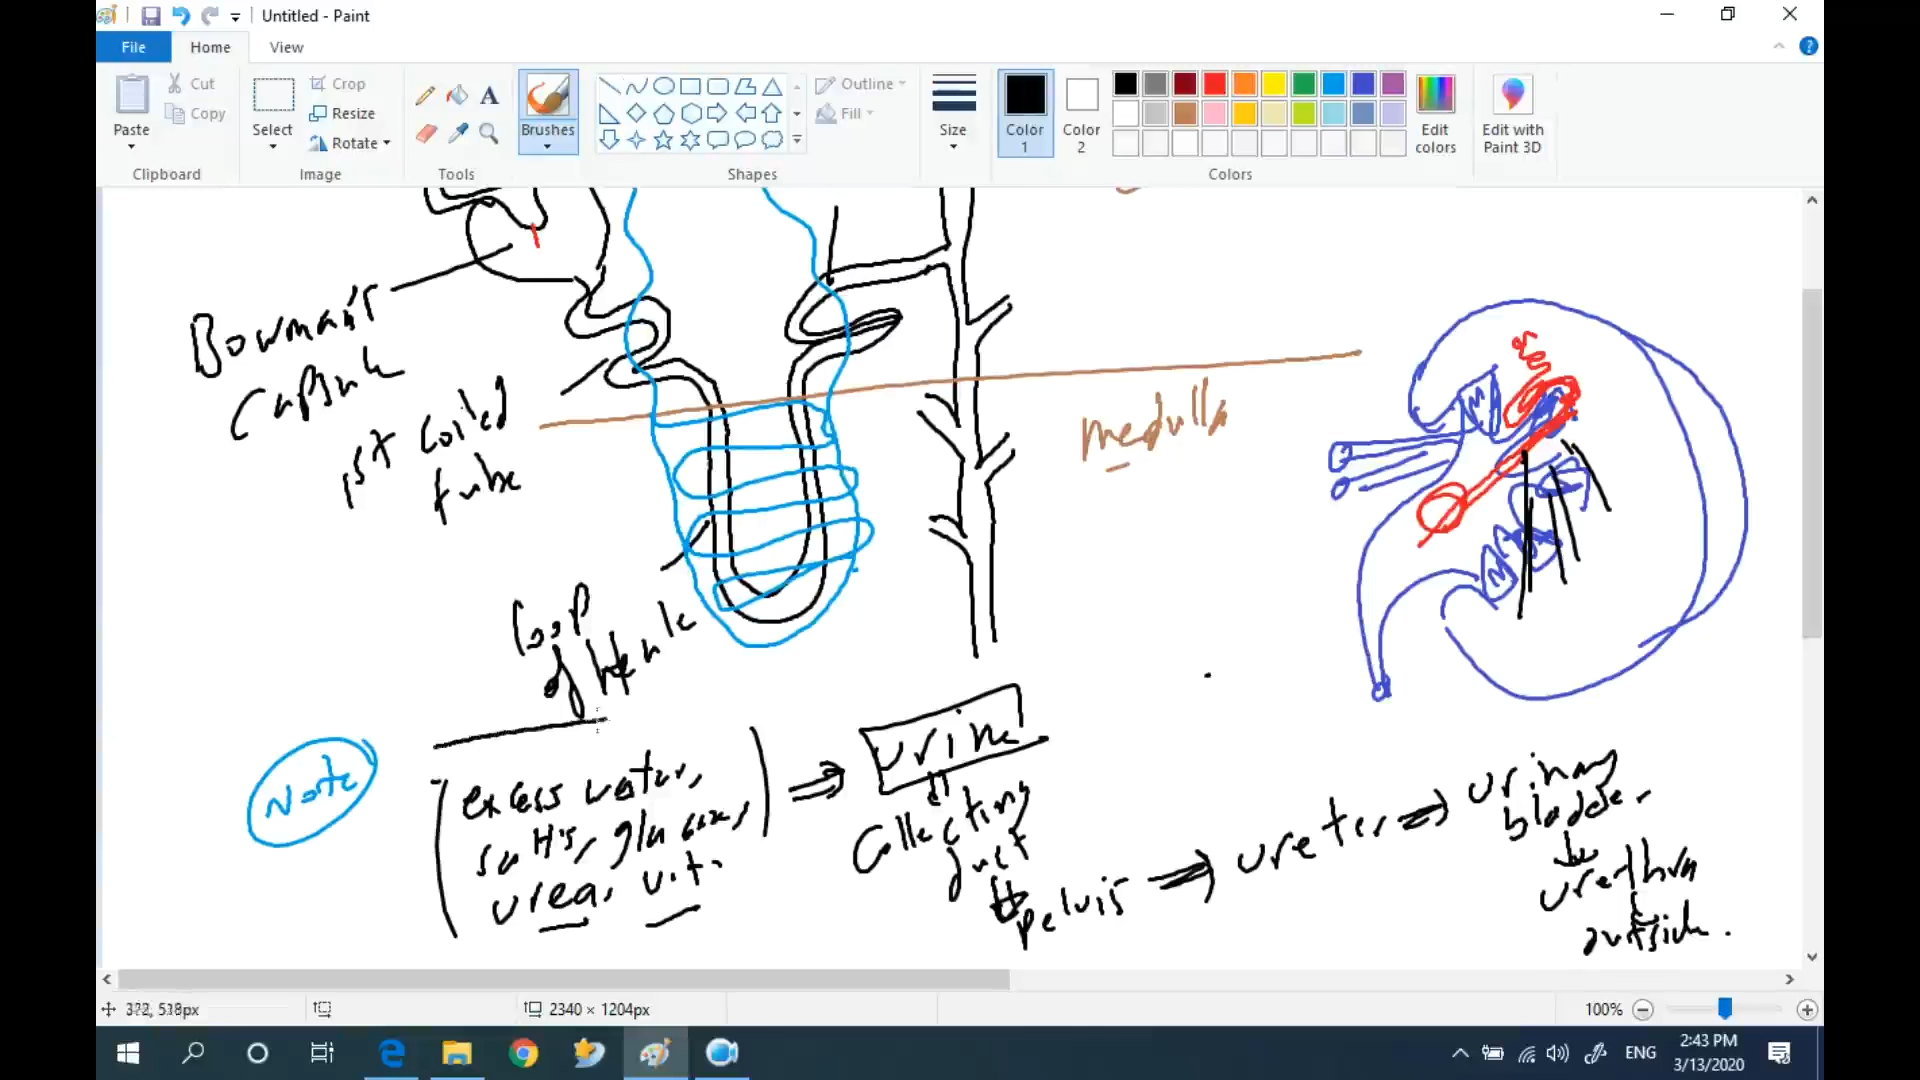 Untitled - Paint
File Home View
Paste
Cut
Copy
Clipboard
Select
Crop
Resize
Rotate
Image
Tools
Brushes
Shapes
Outline
Fill
Size
Color 1
Color 2
Edit colors
Edit with Paint 3D
Colors
Bowman's
Capsule
1st coiled
tube
medulla
loop
of Henle
Note
excess water,
salts, glucose,
urea,
urine
Collecting
duct
pelvis
ureter
urinary
bladder
urethra
outside.
332, 518px
2340 × 1204px
100%
ENG
2:43 PM
3/13/2020